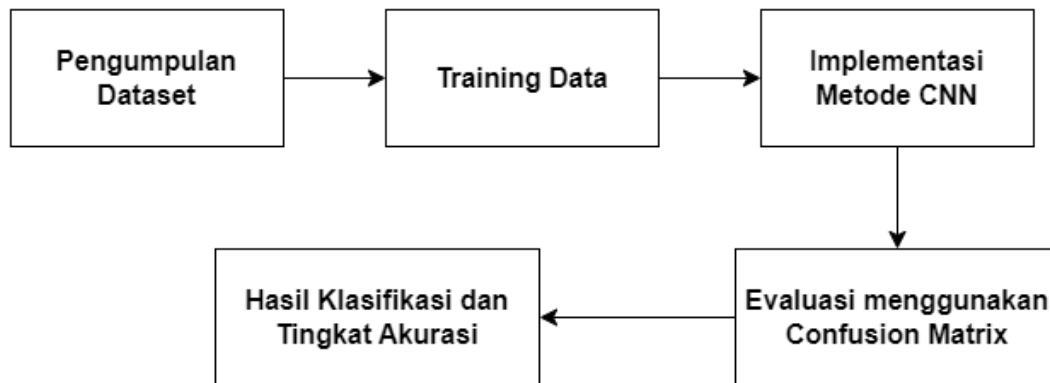 Pengumpulan
Dataset
Training Data
Implementasi
Metode CNN
Evaluasi menggunakan
Confusion Matrix
Hasil Klasifikasi dan
Tingkat Akurasi